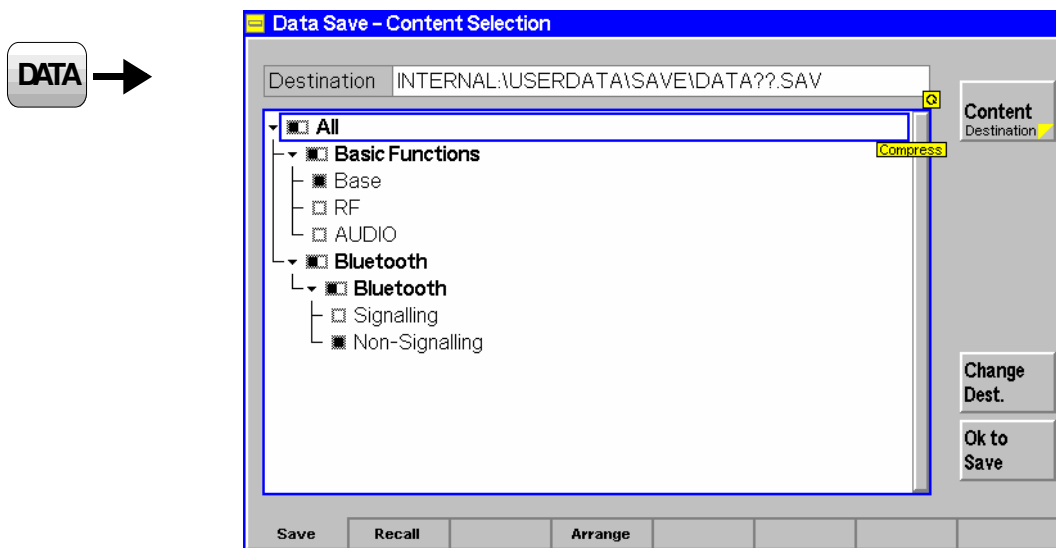 Data Save – Content Selection
DATA
Destination INTERNAL:\USERDATA\SAVE\DATA??.SAV
Content
Destination
All
Compress
Basic Functions
Base
RF
AUDIO
Bluetooth
Bluetooth
Signalling
Non-Signalling
Change
Dest.
Ok to
Save
Save Recall Arrange